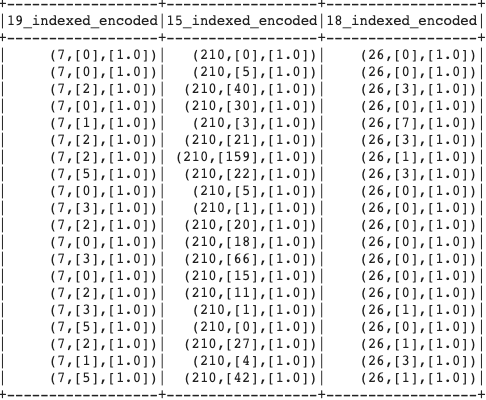 +-------------------+-------------------+-------------------+
|19_indexed_encoded|15_indexed_encoded|18_indexed_encoded|
+-------------------+-------------------+-------------------+
|     (7,[0],[1.0])|   (210,[0],[1.0])|    (26,[0],[1.0])|
|     (7,[0],[1.0])|   (210,[5],[1.0])|    (26,[0],[1.0])|
|     (7,[2],[1.0])|  (210,[40],[1.0])|    (26,[3],[1.0])|
|     (7,[0],[1.0])|  (210,[30],[1.0])|    (26,[0],[1.0])|
|     (7,[1],[1.0])|   (210,[3],[1.0])|    (26,[7],[1.0])|
|     (7,[2],[1.0])|  (210,[21],[1.0])|    (26,[3],[1.0])|
|     (7,[2],[1.0])| (210,[159],[1.0])|    (26,[1],[1.0])|
|     (7,[5],[1.0])|  (210,[22],[1.0])|    (26,[3],[1.0])|
|     (7,[0],[1.0])|   (210,[5],[1.0])|    (26,[0],[1.0])|
|     (7,[3],[1.0])|   (210,[1],[1.0])|    (26,[0],[1.0])|
|     (7,[2],[1.0])|  (210,[20],[1.0])|    (26,[0],[1.0])|
|     (7,[0],[1.0])|  (210,[18],[1.0])|    (26,[0],[1.0])|
|     (7,[3],[1.0])|  (210,[66],[1.0])|    (26,[0],[1.0])|
|     (7,[0],[1.0])|  (210,[15],[1.0])|    (26,[0],[1.0])|
|     (7,[2],[1.0])|  (210,[11],[1.0])|    (26,[0],[1.0])|
|     (7,[3],[1.0])|   (210,[1],[1.0])|    (26,[1],[1.0])|
|     (7,[5],[1.0])|   (210,[0],[1.0])|    (26,[0],[1.0])|
|     (7,[2],[1.0])|  (210,[27],[1.0])|    (26,[1],[1.0])|
|     (7,[1],[1.0])|   (210,[4],[1.0])|    (26,[3],[1.0])|
|     (7,[5],[1.0])|  (210,[42],[1.0])|    (26,[1],[1.0])|
+-------------------+-------------------+-------------------+